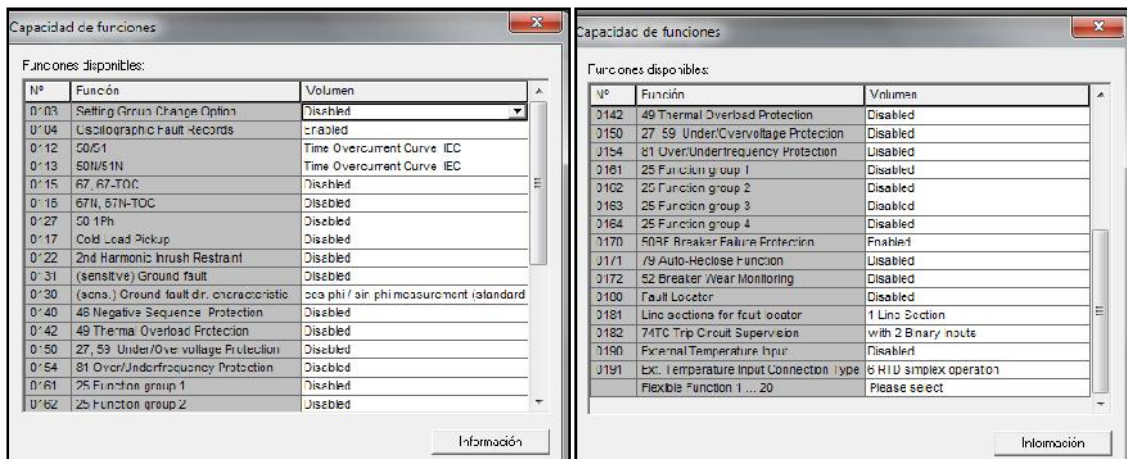 Capacidad de funciones
Funciones disponibles:
Nº Función Volumen
0103 Setting Group Change Option Disabled
0104 Oscilographic Fault Records Enabled
0112 50/51 Time Overcurrent Curve IEC
0113 50N/51N Time Overcurrent Curve IEC
0115 67, 67-TOC Disabled
0116 67N, 67N-TOC Disabled
0127 50 1Ph Disabled
0117 Cold Load Pickup Disabled
0122 2nd Harmonic Inrush Restraint Disabled
0131 (sensitive) Ground fault Disabled
0130 (sens.) Ground fault dir. characteristic cos phi / sin phi measurement (standard
0140 46 Negative Sequence Protection Disabled
0142 49 Thermal Overload Protection Disabled
0150 27, 59 Under/Overvoltage Protection Disabled
0154 81 Over/Underfrequency Protection Disabled
0161 25 Function group 1 Disabled
0162 25 Function group 2 Disabled
Información
Capacidad de funciones
Funciones disponibles:
Nº Función Volumen
0142 49 Thermal Overload Protection Disabled
0150 27, 59 Under/Overvoltage Protection Disabled
0154 81 Over/Underfrequency Protection Disabled
0161 25 Function group 1 Disabled
0162 25 Function group 2 Disabled
0163 25 Function group 3 Disabled
0164 25 Function group 4 Disabled
0170 50BF Breaker Failure Protection Enabled
0171 79 Auto-Reclose Function Disabled
0172 52 Breaker Wear Monitoring Disabled
0180 Fault Locator Disabled
0181 Line sections for fault locator 1 Line Section
0182 74TC Trip Circuit Supervision with 2 Binary Inputs
0190 External Temperature Input Disabled
0191 Ext. Temperature Input Connection Type 6 RTD simplex operation
Flexible Function 1 ... 20 Please select
Información